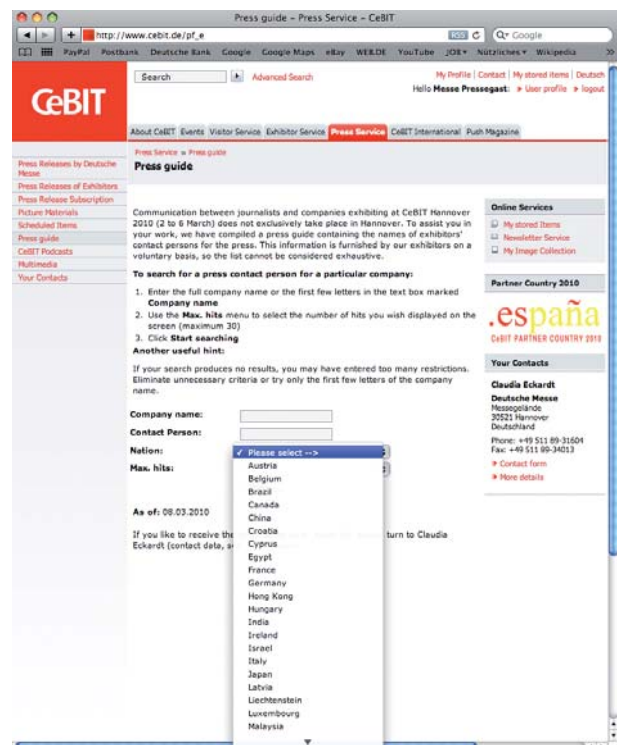 Press guide – Press Service – CeBIT
http://www.cebit.de/pf_e
RSS
Google
PayPal Postbank Deutsche Bank Google Google Maps eBay WEB.DE YouTube JOB Nützliches Wikipedia
Search
Advanced Search
My Profile | Contact | My stored items | Deutsch
Hello Messe Pressegast: » User profile » logout
CeBIT
About CeBIT Events Visitor Service Exhibitor Service Press Service CeBIT International Push Magazine
Press Releases by Deutsche Messe
Press Releases of Exhibitors
Press Release Subscription
Picture Materials
Scheduled Items
Press guide
CeBIT Podcasts
Multimedia
Your Contacts
Press Service » Press guide
Press guide
Communication between journalists and companies exhibiting at CeBIT Hannover
2010 (2 to 6 March) does not exclusively take place in Hannover. To assist you in
your work, we have compiled a press guide containing the names of exhibitors'
contact persons for the press. This information is furnished by our exhibitors on a
voluntary basis, so the list cannot be considered exhaustive.
To search for a press contact person for a particular company:
1. Enter the full company name or the first few letters in the text box marked
Company name
2. Use the Max. hits menu to select the number of hits you wish displayed on the
screen (maximum 30)
3. Click Start searching
Another useful hint:
If your search produces no results, you may have entered too many restrictions.
Eliminate unnecessary criteria or try only the first few letters of the company
name.
Company name:
Contact Person:
Nation:
Max. hits:
✓ Please select -->
Austria
Belgium
Brazil
Canada
China
Croatia
Cyprus
Egypt
France
Germany
Hong Kong
Hungary
India
Ireland
Israel
Italy
Japan
Latvia
Liechtenstein
Luxembourg
Malaysia
As of: 08.03.2010
If you like to receive the
turn to Claudia
Eckardt (contact data, s
Online Services
My stored Items
Newsletter Service
My Image Collection
Partner Country 2010
.españa
CeBIT PARTNER COUNTRY 2010
Your Contacts
Claudia Eckardt
Deutsche Messe
Messegelände
30521 Hannover
Deutschland
Phone: +49 511 89-31604
Fax: +49 511 89-34013
» Contact form
» More details